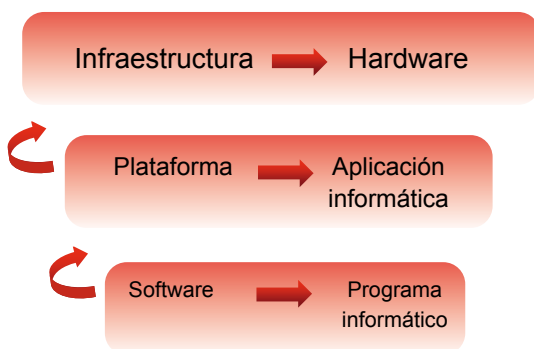 Infraestructura Hardware
Plataforma Aplicación
informática
Software Programa
informático